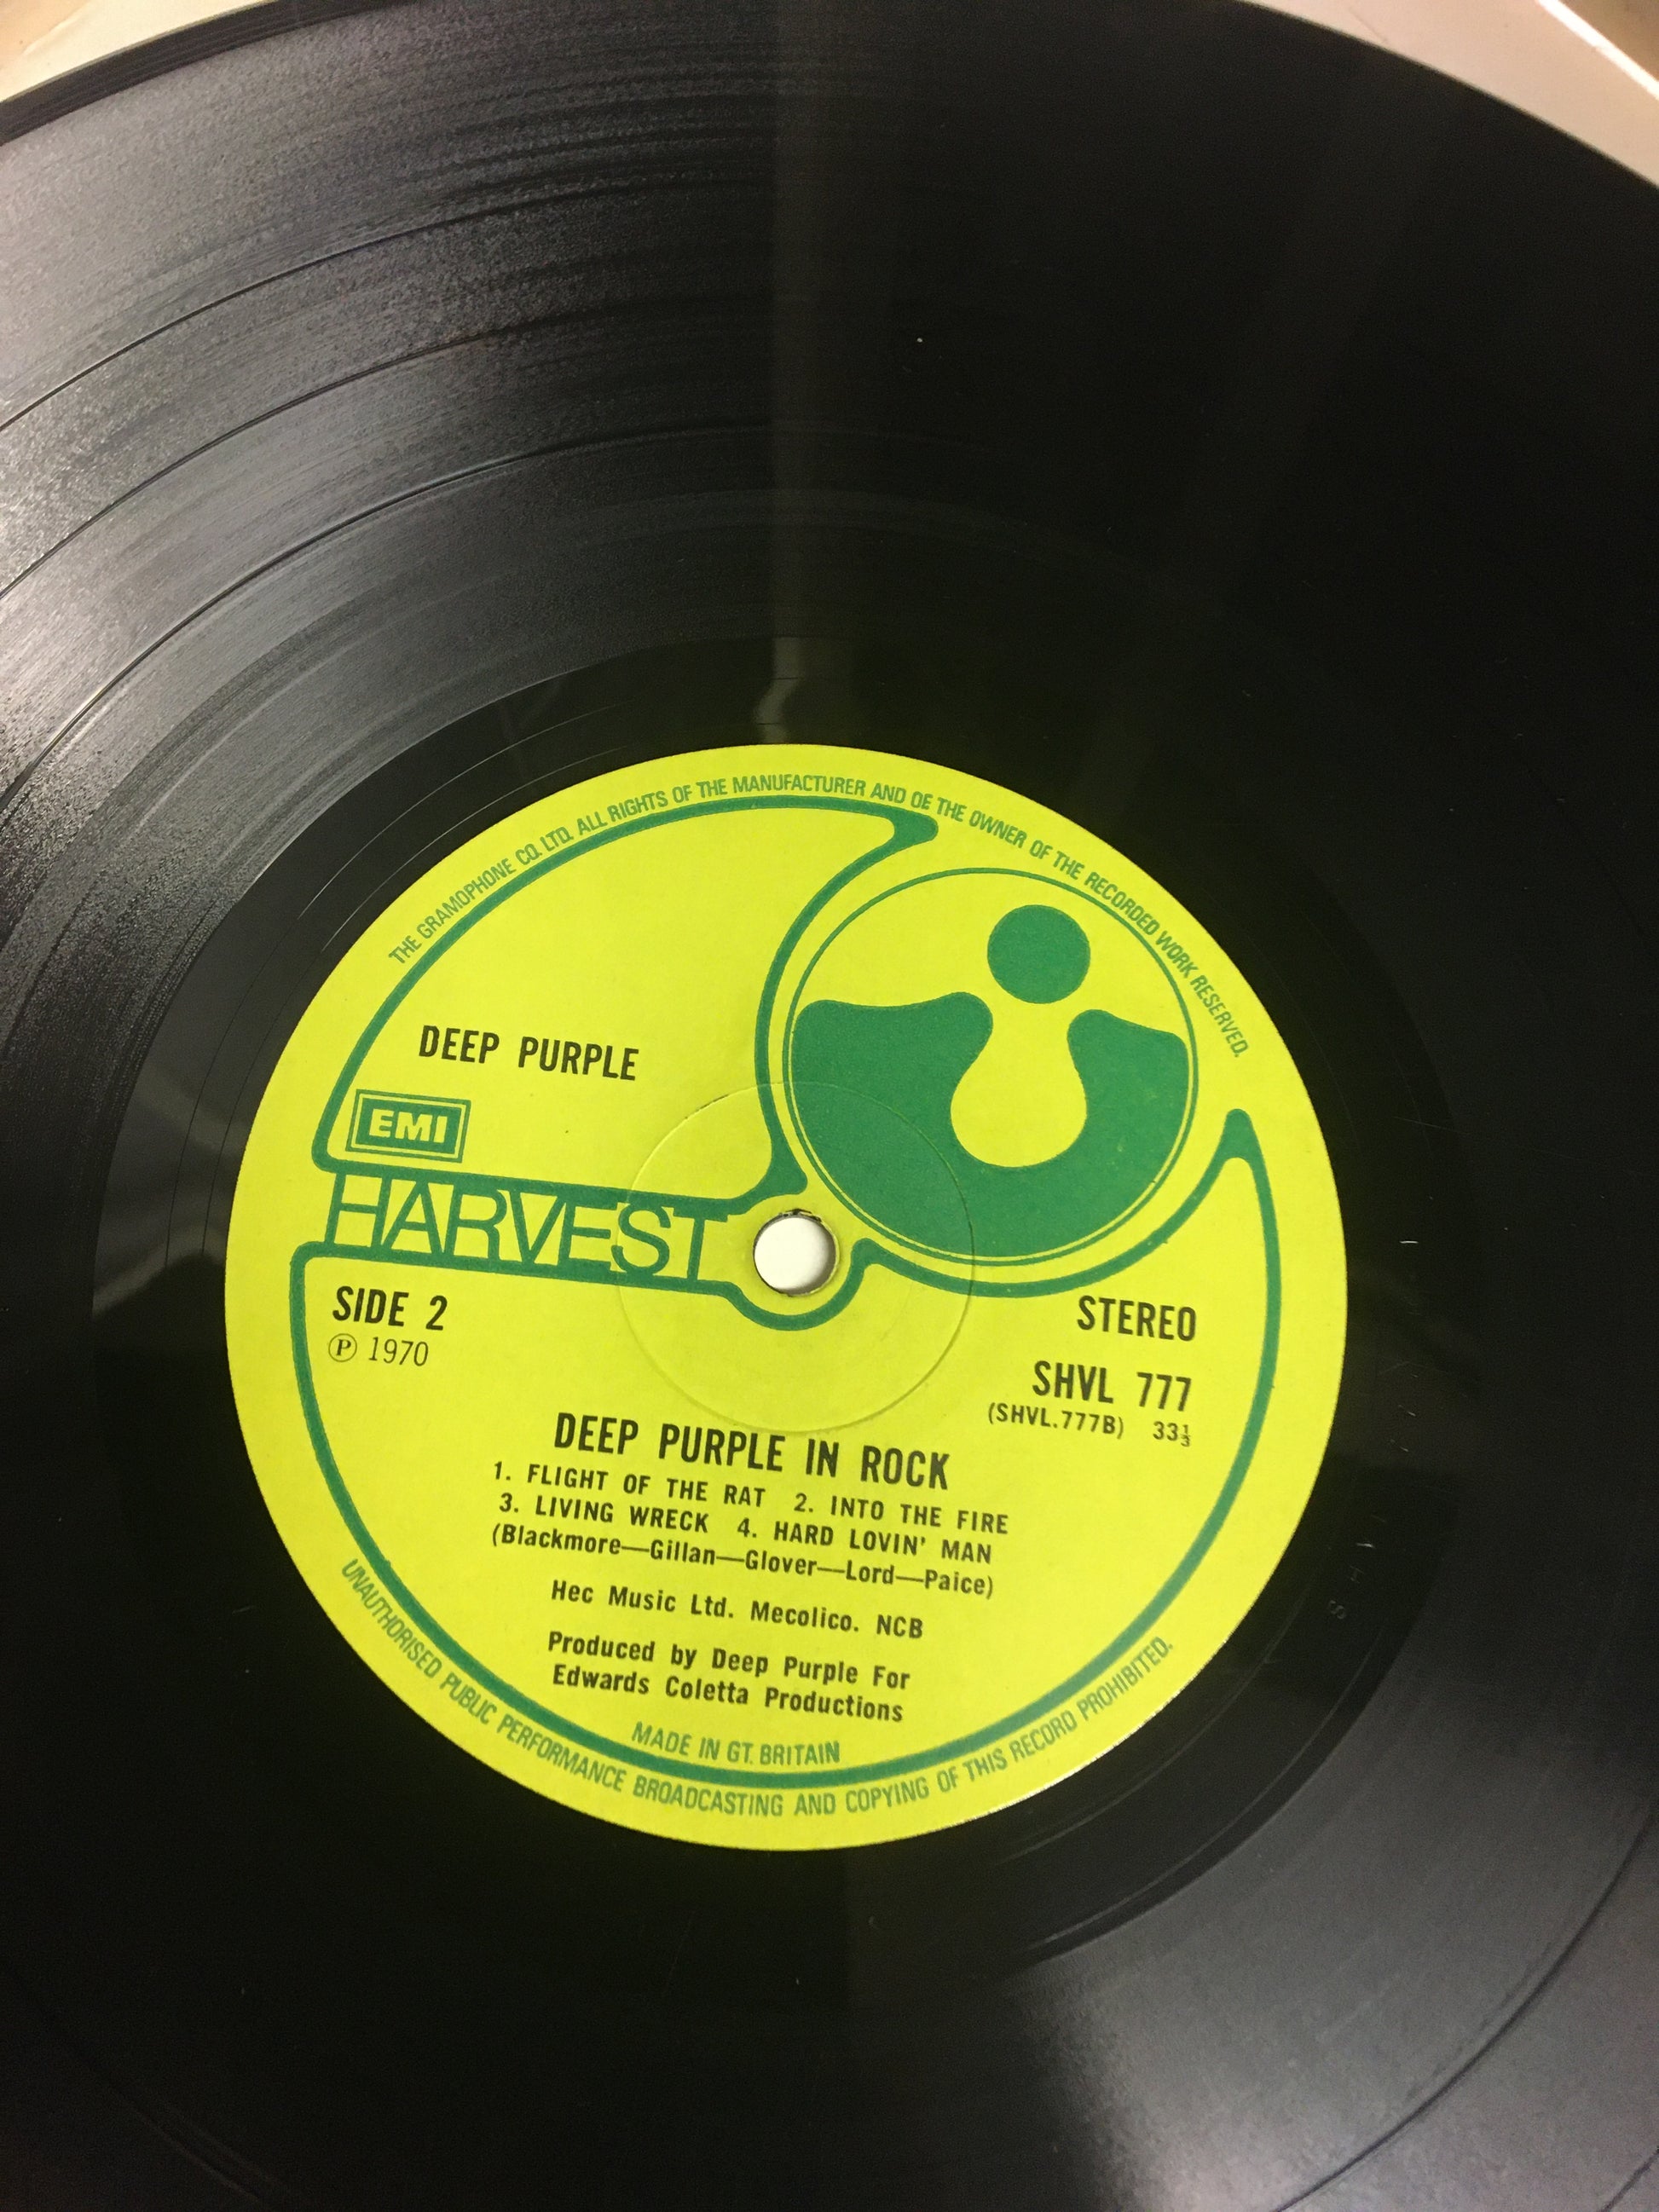 THE GRAMOPHONE CO. LTD. ALL RIGHTS OF THE MANUFACTURER AND OF THE OWNER OF THE RECORDED WORK RESERVED.
DEEP PURPLE
EMI
HARVEST
SIDE 2
Ⓟ 1970
STEREO
SHVL 777
(SHVL.777B) 33⅓
DEEP PURPLE IN ROCK
1. FLIGHT OF THE RAT 2. INTO THE FIRE
3. LIVING WRECK 4. HARD LOVIN' MAN
(Blackmore—Gillan—Glover—Lord—Paice)
Hec Music Ltd. Mecolico. NCB
Produced by Deep Purple For
Edwards Coletta Productions
MADE IN GT. BRITAIN
UNAUTHORISED PUBLIC PERFORMANCE BROADCASTING AND COPYING OF THIS RECORD PROHIBITED.